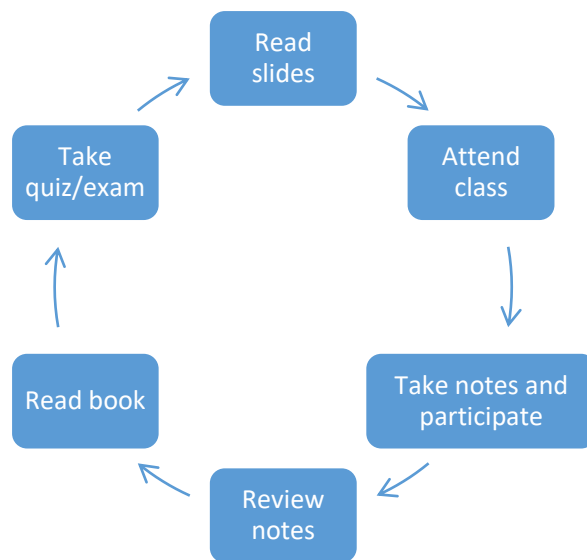 Read
slides
Attend
class
Take notes and
participate
Review
notes
Read book
Take
quiz/exam